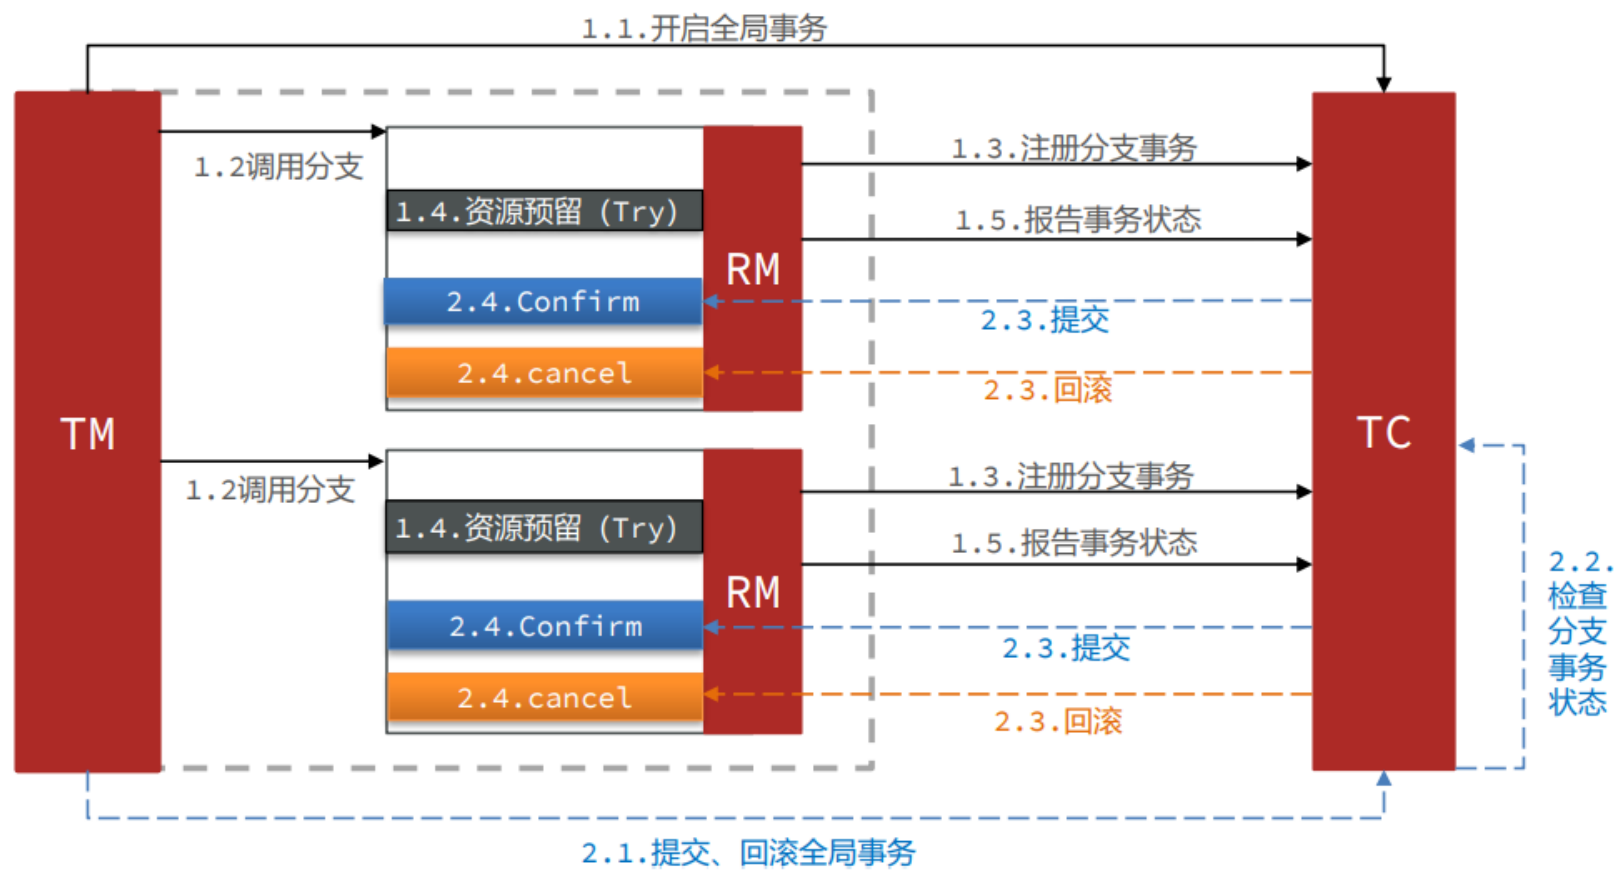 1.1.开启全局事务
TM
1.2调用分支
1.4.资源预留（Try）
2.4.Confirm
2.4.cancel
RM
1.3.注册分支事务
1.5.报告事务状态
2.3.提交
2.3.回滚
TC
1.2调用分支
1.4.资源预留（Try）
2.4.Confirm
2.4.cancel
RM
1.3.注册分支事务
1.5.报告事务状态
2.3.提交
2.3.回滚
2.2.
检查
分支
事务
状态
2.1.提交、回滚全局事务